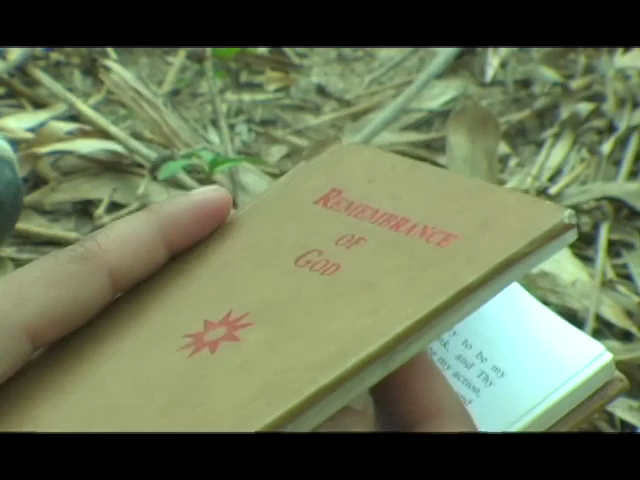 REMEMBRANCE
OF
GOD
to be my
and Thy
my action,